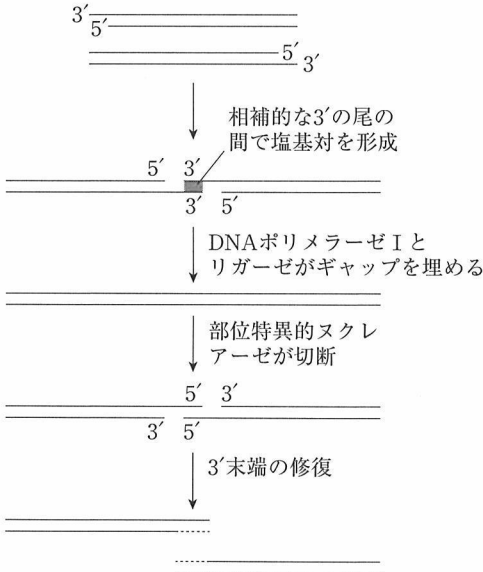 3′
5′
5′
3′
相補的な3′の尾の
間で塩基対を形成
5′ 3′
3′ 5′
DNAポリメラーゼⅠと
リガーゼがギャップを埋める
部位特異的ヌクレ
アーゼが切断
5′ 3′
3′ 5′
3′末端の修復